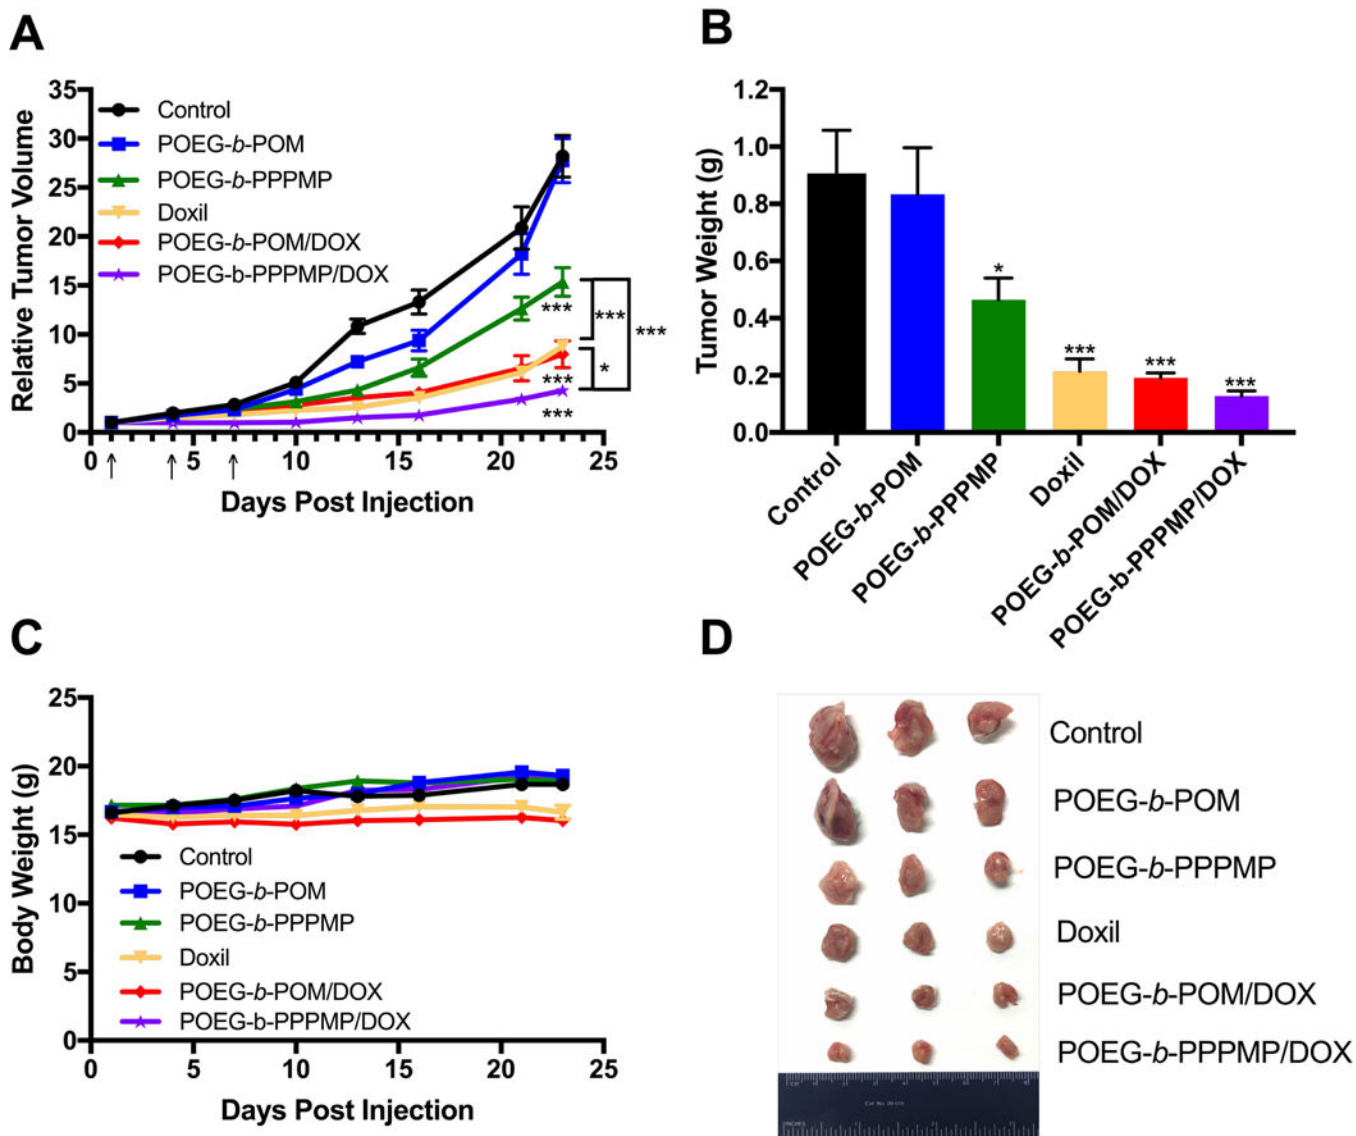 A
35
30
25
20
15
10
5
0
Relative Tumor Volume
Control
POEG-b-POM
POEG-b-PPPMP
Doxil
POEG-b-POM/DOX
POEG-b-PPPMP/DOX
***
***
***
***
*
***
0 5 10 15 20 25
↑ ↑ ↑
Days Post Injection
B
1.2
1.0
0.8
0.6
0.4
0.2
0.0
Tumor Weight (g)
*
***
***
***
Control
POEG-b-POM
POEG-b-PPPMP
Doxil
POEG-b-POM/DOX
POEG-b-PPPMP/DOX
C
25
20
15
10
5
0
Body Weight (g)
Control
POEG-b-POM
POEG-b-PPPMP
Doxil
POEG-b-POM/DOX
POEG-b-PPPMP/DOX
0 5 10 15 20 25
Days Post Injection
D
Control
POEG-b-POM
POEG-b-PPPMP
Doxil
POEG-b-POM/DOX
POEG-b-PPPMP/DOX